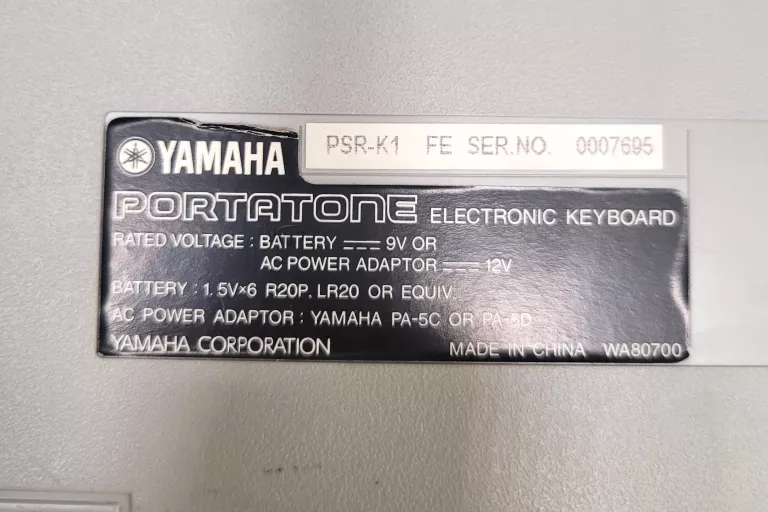 YAMAHA PSR-K1 FE SER.NO. 0007695
PORTATONE ELECTRONIC KEYBOARD
RATED VOLTAGE : BATTERY 9V OR
AC POWER ADAPTOR 12V
BATTERY : 1.5V×6 R20P, LR20 OR EQUIV.
AC POWER ADAPTOR : YAMAHA PA-5C OR PA-5D
YAMAHA CORPORATION MADE IN CHINA WA80700